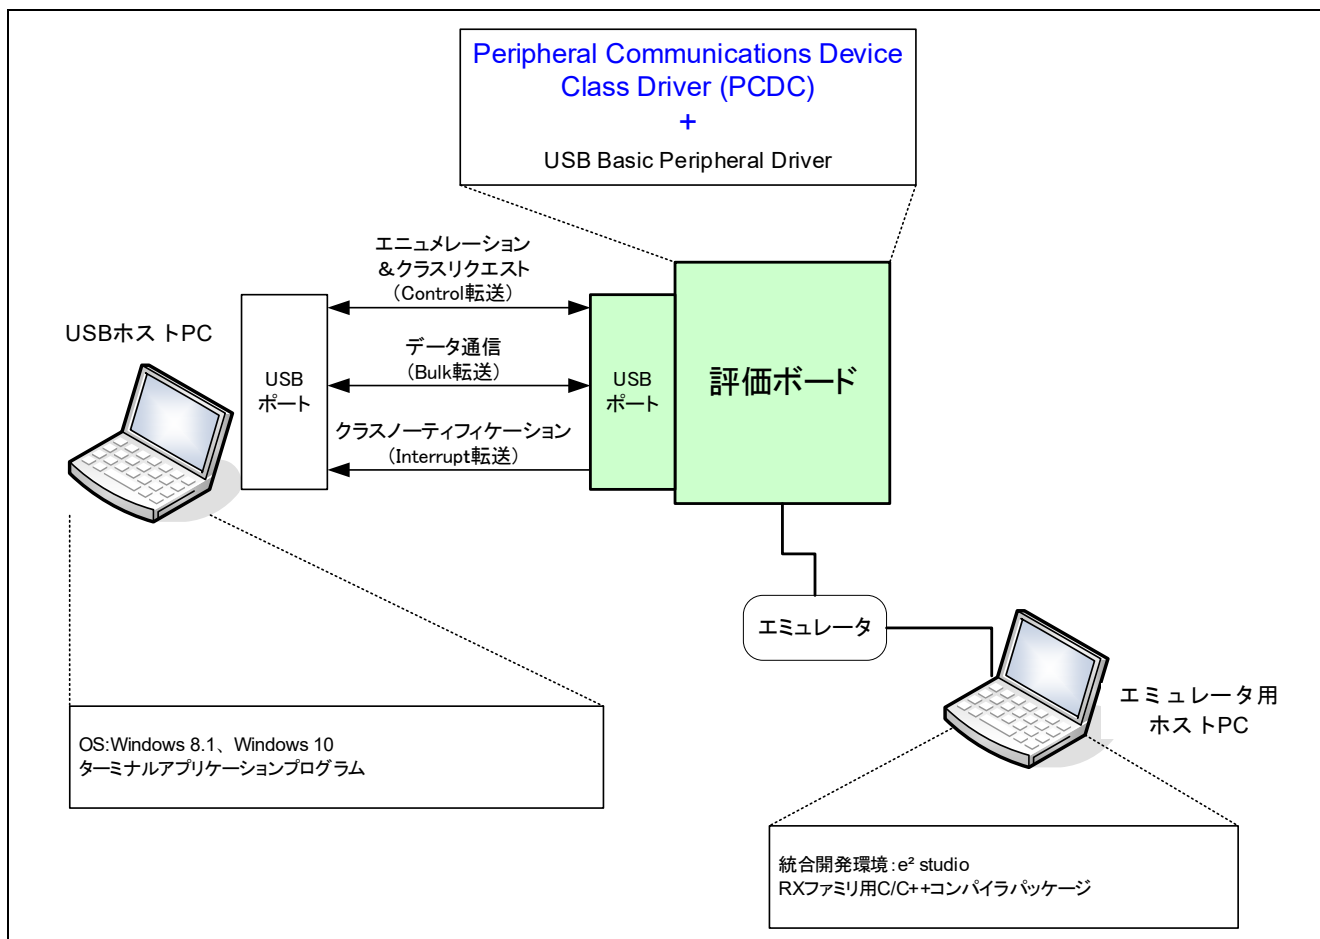 Peripheral Communications Device
Class Driver (PCDC)
+
USB Basic Peripheral Driver
エニュメレーション
＆クラスリクエスト
（Control転送）
USBホストPC
データ通信
（Bulk転送）
USB
ポート
USB
ポート
評価ボード
クラスノーティフィケーション
（Interrupt転送）
エミュレータ
エミュレータ用
ホストPC
OS:Windows 8.1、Windows 10
ターミナルアプリケーションプログラム
統合開発環境：e² studio
RXファミリ用C/C++コンパイラパッケージ